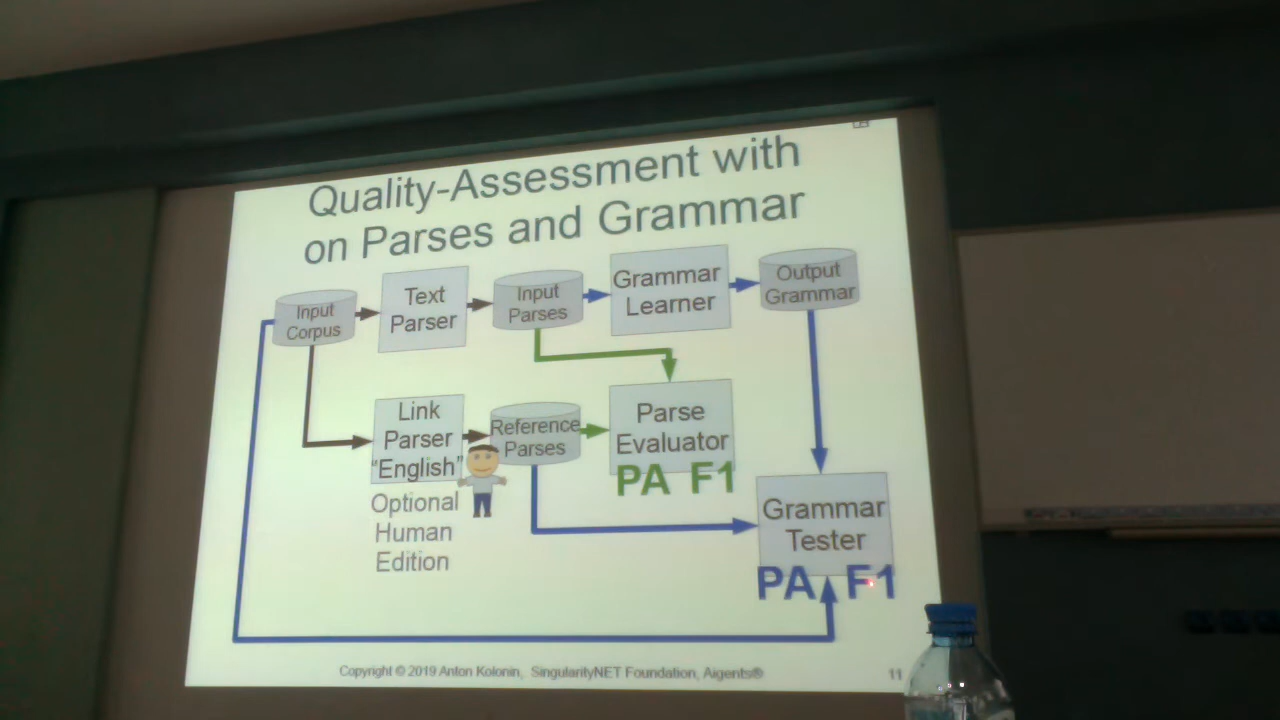 Quality-Assessment with
on Parses and Grammar
Input
Corpus
Text
Parser
Input
Parses
Grammar
Learner
Output
Grammar
Link
Parser
"English"
Optional
Human
Edition
Reference
Parses
Parse
Evaluator
PA F1
Grammar
Tester
PA F1
Copyright © 2019 Anton Kolonin, SingularityNET Foundation, Aigents®
11